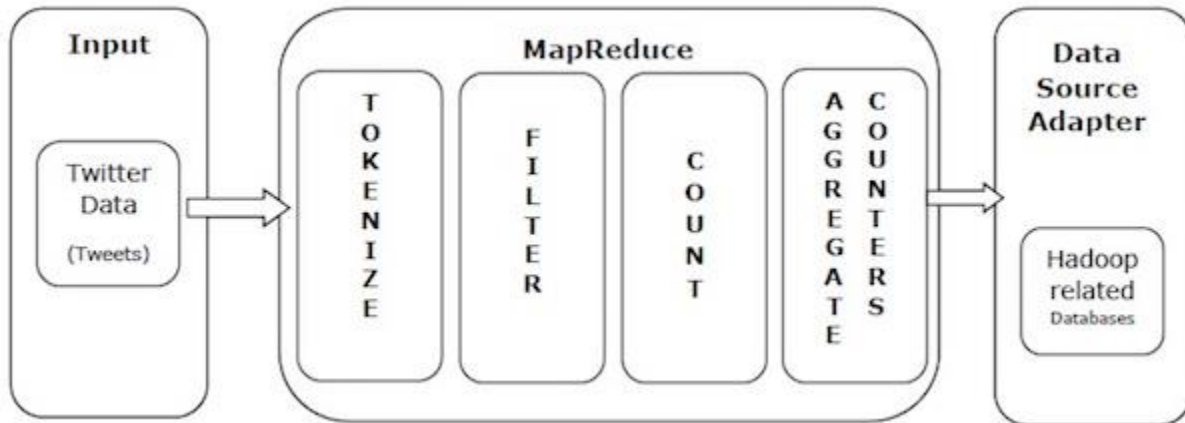 Input
Twitter
Data
(Tweets)
MapReduce
TOKENIZE
FILTER
COUNT
AGGREGATE
COUNTERS
Data
Source
Adapter
Hadoop
related
Databases